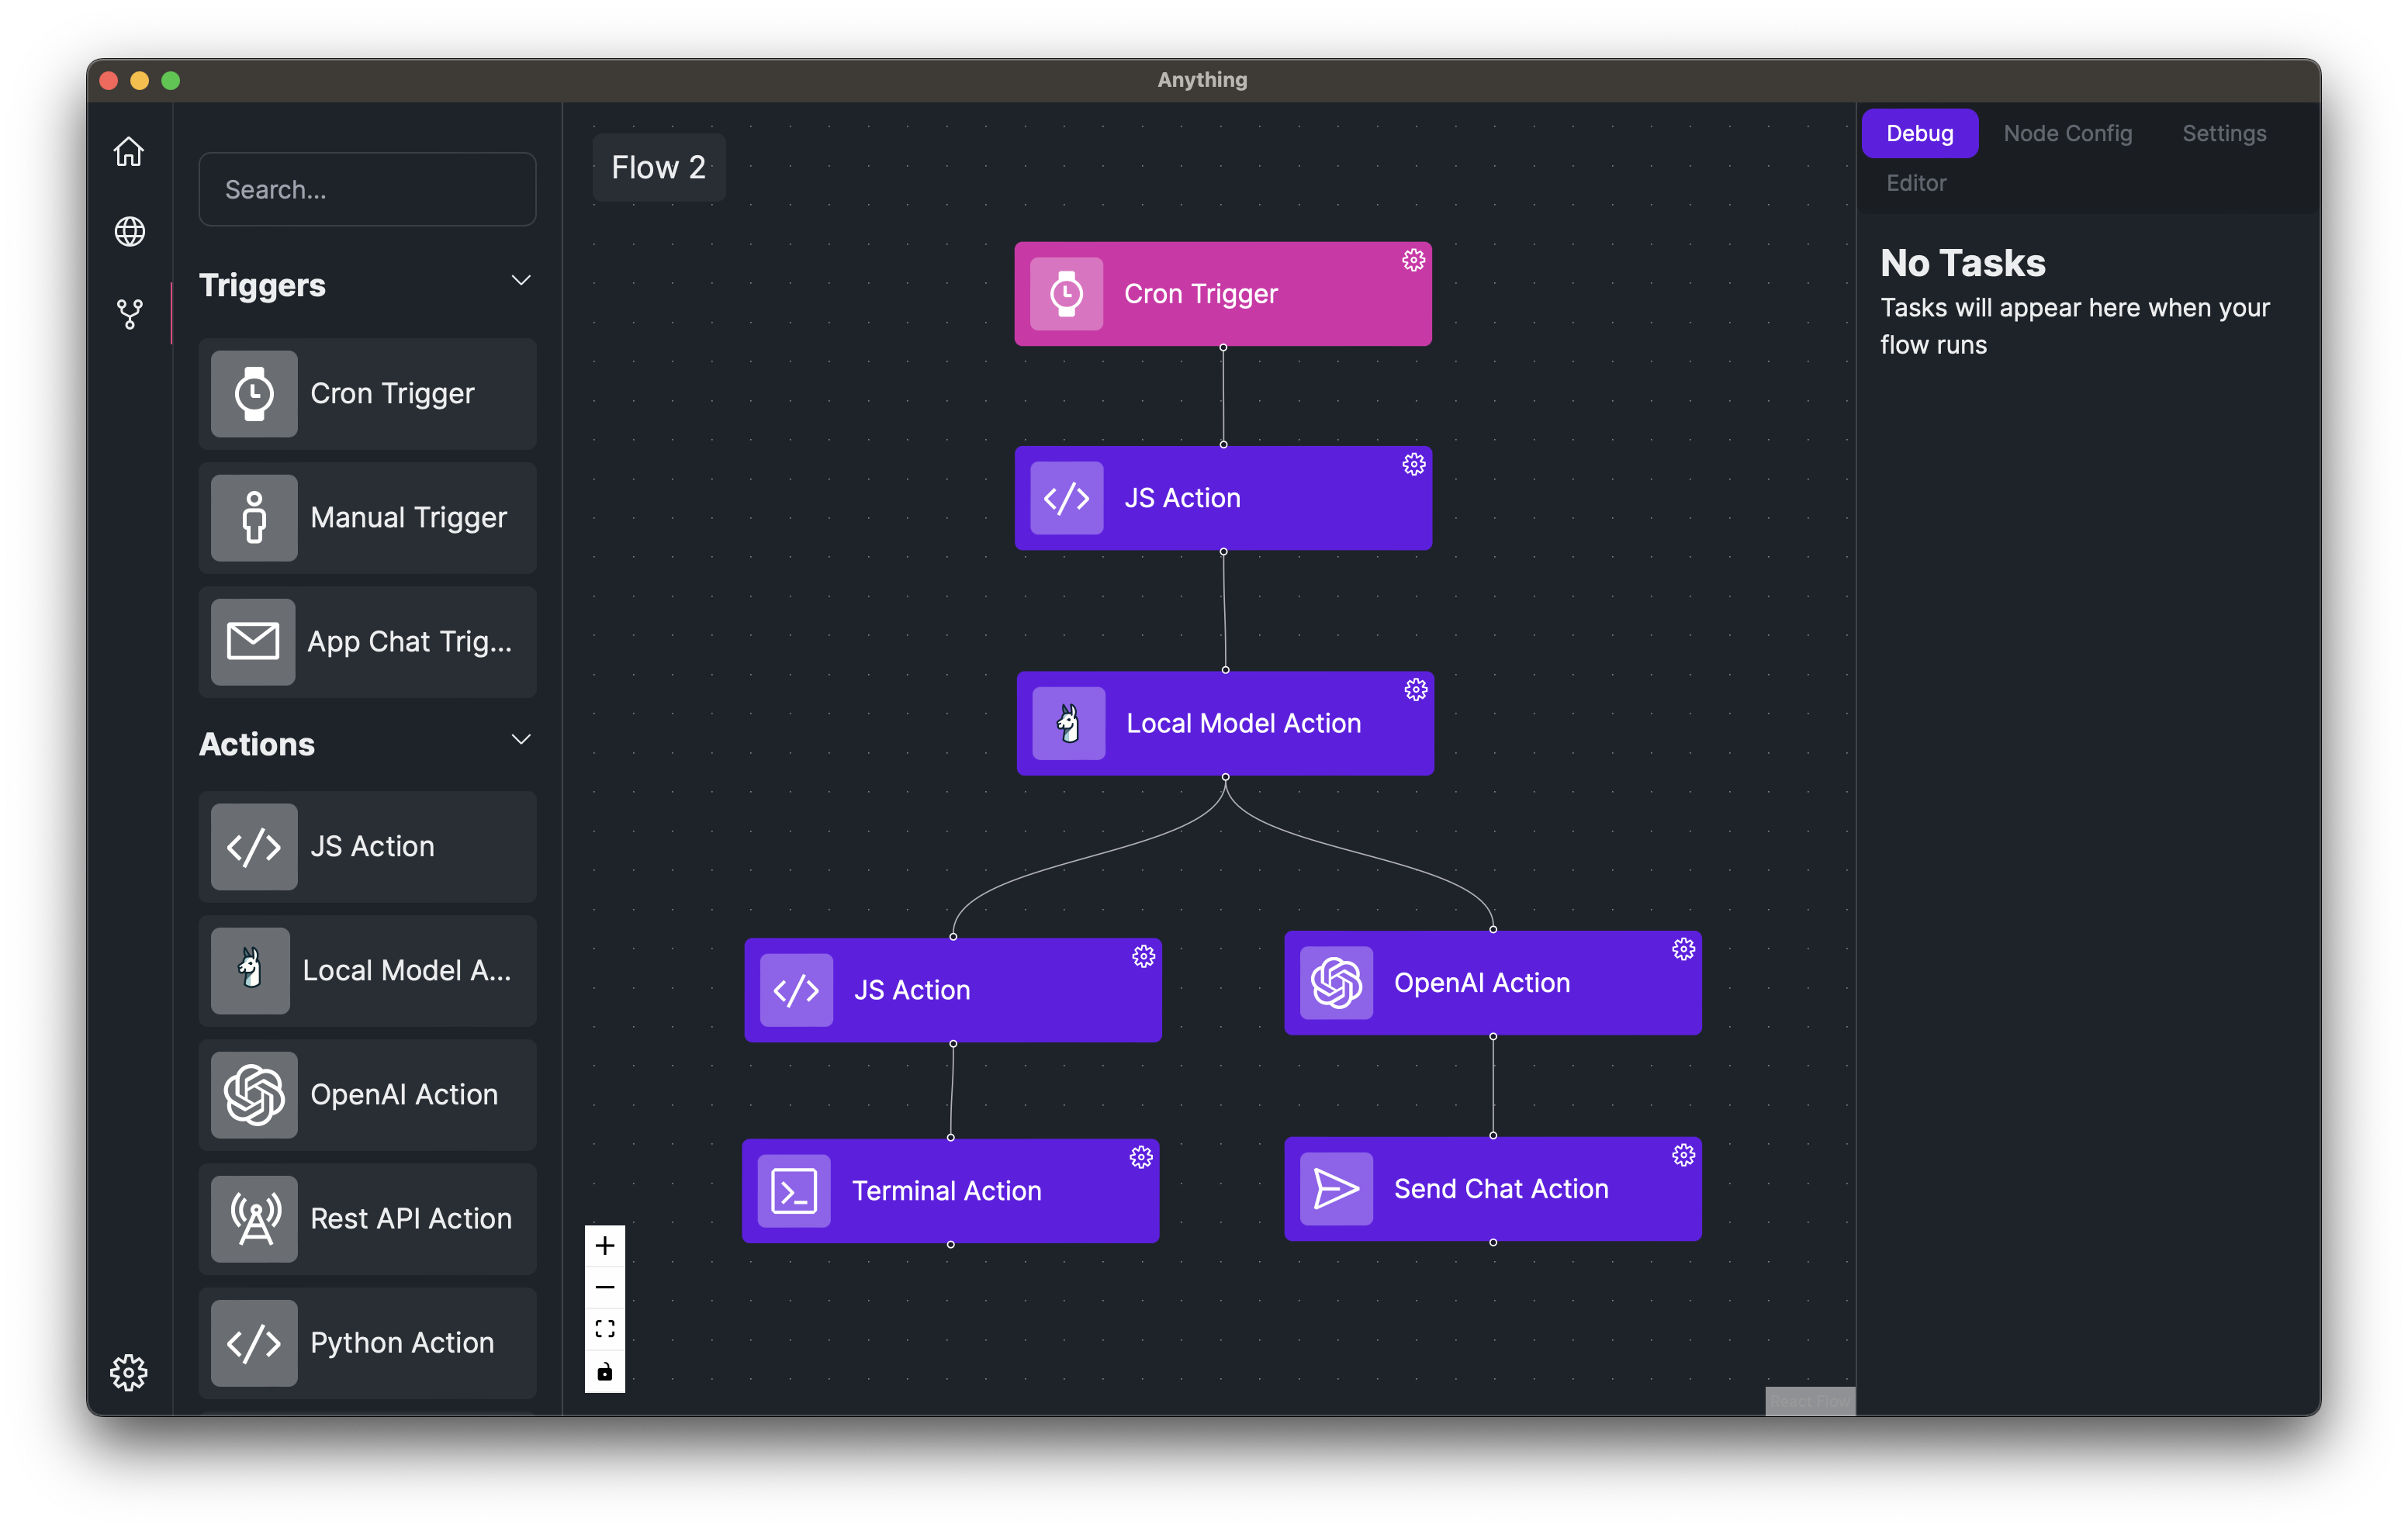 Anything
Search...
Triggers
Cron Trigger
Manual Trigger
App Chat Trig...
Actions
JS Action
Local Model A...
OpenAI Action
Rest API Action
Python Action
Flow 2
Cron Trigger
JS Action
Local Model Action
JS Action
OpenAI Action
Terminal Action
Send Chat Action
React Flow
Debug
Node Config
Settings
Editor
No Tasks
Tasks will appear here when your
flow runs